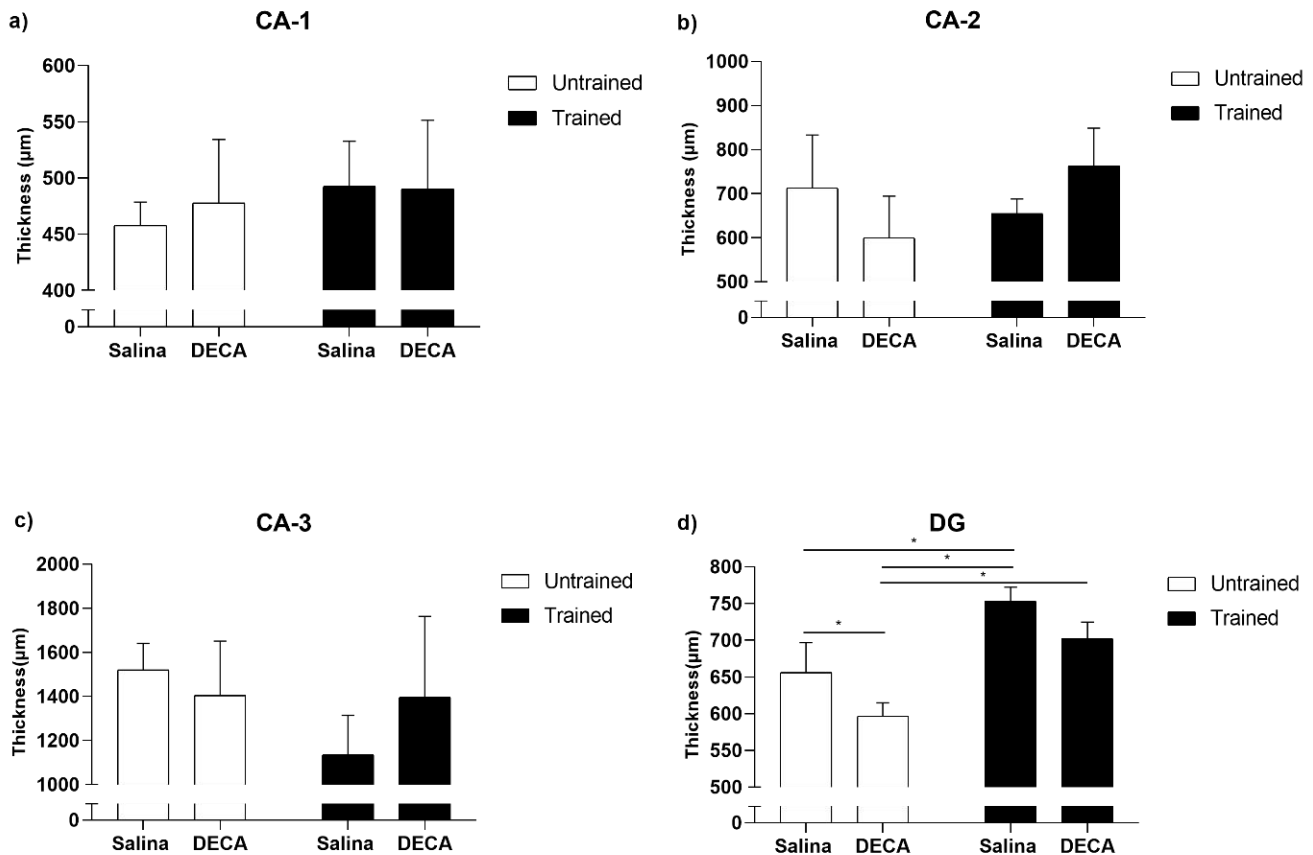 a)
CA-1
Thickness (µm)
600
550
500
450
400
0
Salina DECA Salina DECA
Untrained
Trained
b)
CA-2
Thickness (µm)
1000
900
800
700
600
500
0
Salina DECA Salina DECA
Untrained
Trained
c)
CA-3
Thickness(µm)
2000
1800
1600
1400
1200
1000
0
Salina DECA Salina DECA
Untrained
Trained
d)
DG
Thickness(µm)
*
*
*
*
800
750
700
650
600
550
500
0
Salina DECA Salina DECA
Untrained
Trained